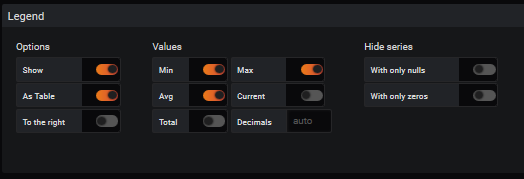 Legend
Options Values Hide series
Show Min Max With only nulls
As Table Avg Current With only zeros
To the right Total Decimals auto